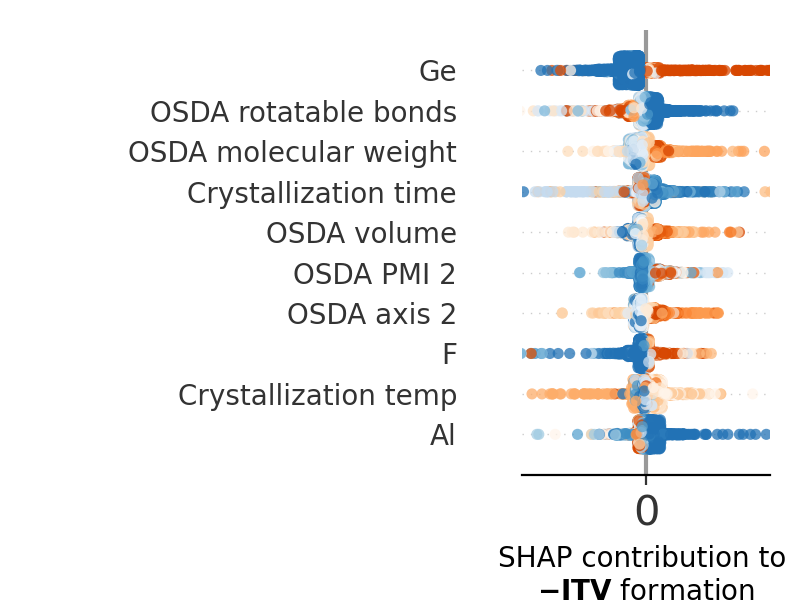 Ge
OSDA rotatable bonds
OSDA molecular weight
Crystallization time
OSDA volume
OSDA PMI 2
OSDA axis 2
F
Crystallization temp
Al
0
SHAP contribution to
−ITV formation